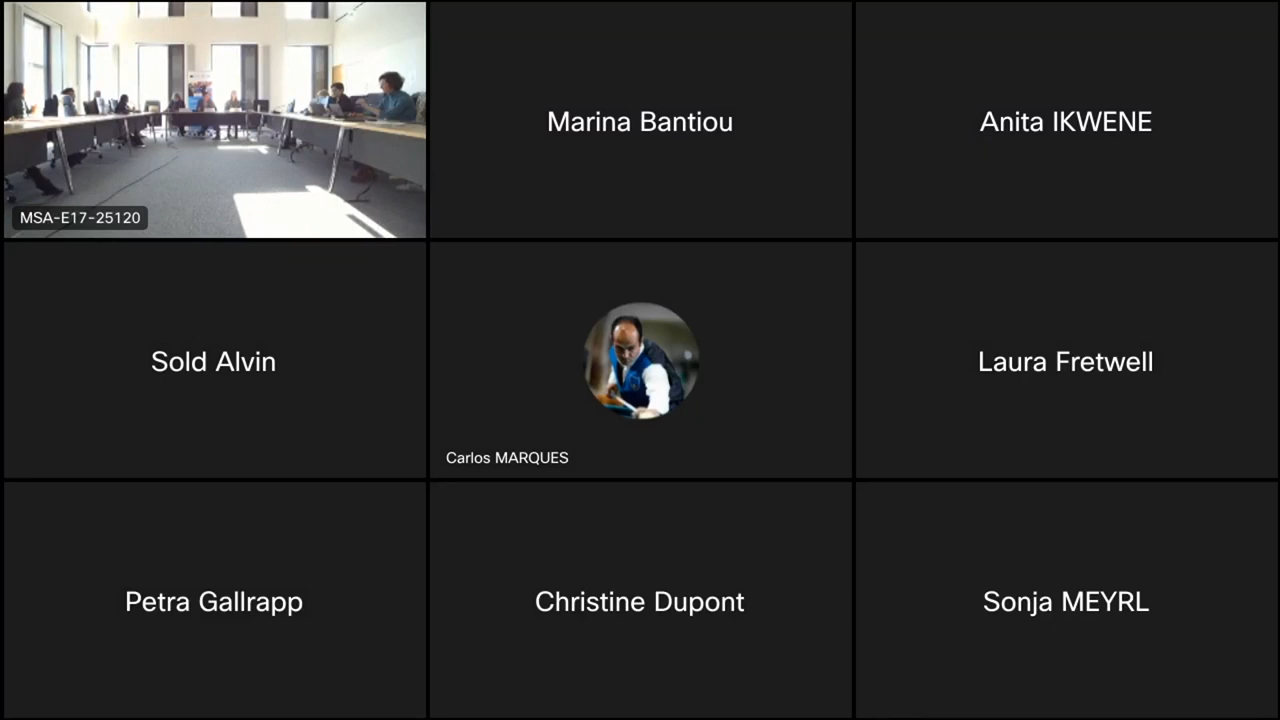 MSA-E17-25120
Marina Bantiou
Anita IKWENE
Sold Alvin
Carlos MARQUES
Laura Fretwell
Petra Gallrapp
Christine Dupont
Sonja MEYRL